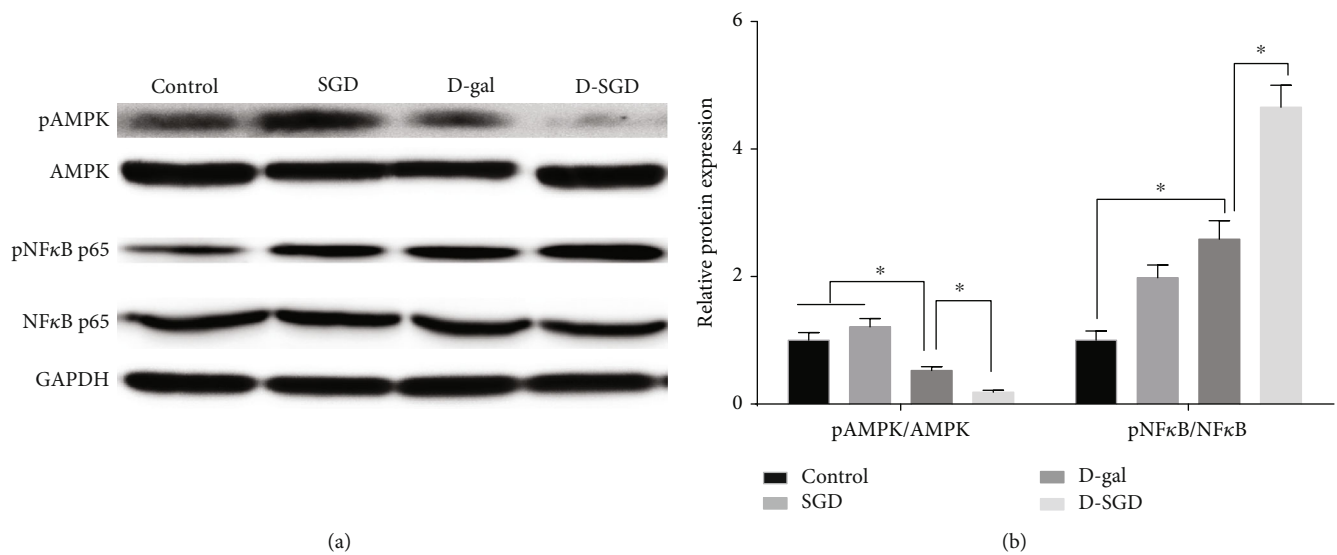 Control SGD D-gal D-SGD
pAMPK
AMPK
pNFκB p65
NFκB p65
GAPDH
(a)
Relative protein expression
6
4
2
0
* * * *
pAMPK/AMPK pNFκB/NFκB
Control D-gal
SGD D-SGD
(b)